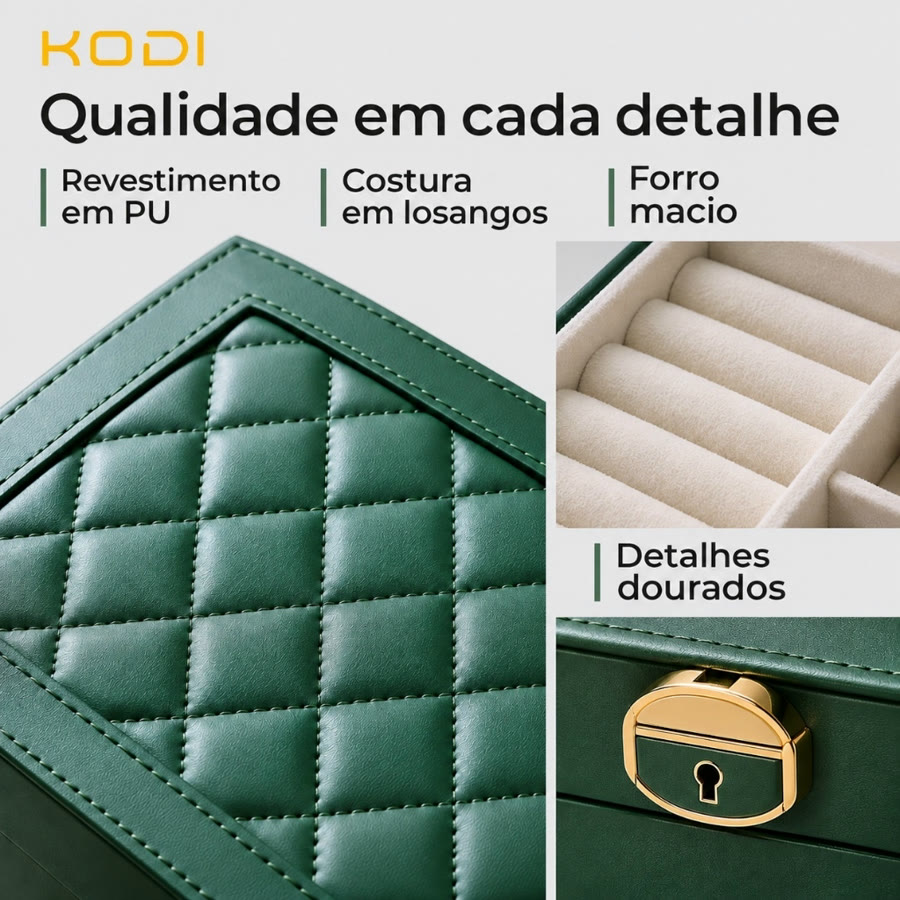 KODI
Qualidade em cada detalhe
Revestimento
em PU
Costura
em losangos
Forro
macio
Detalhes
dourados